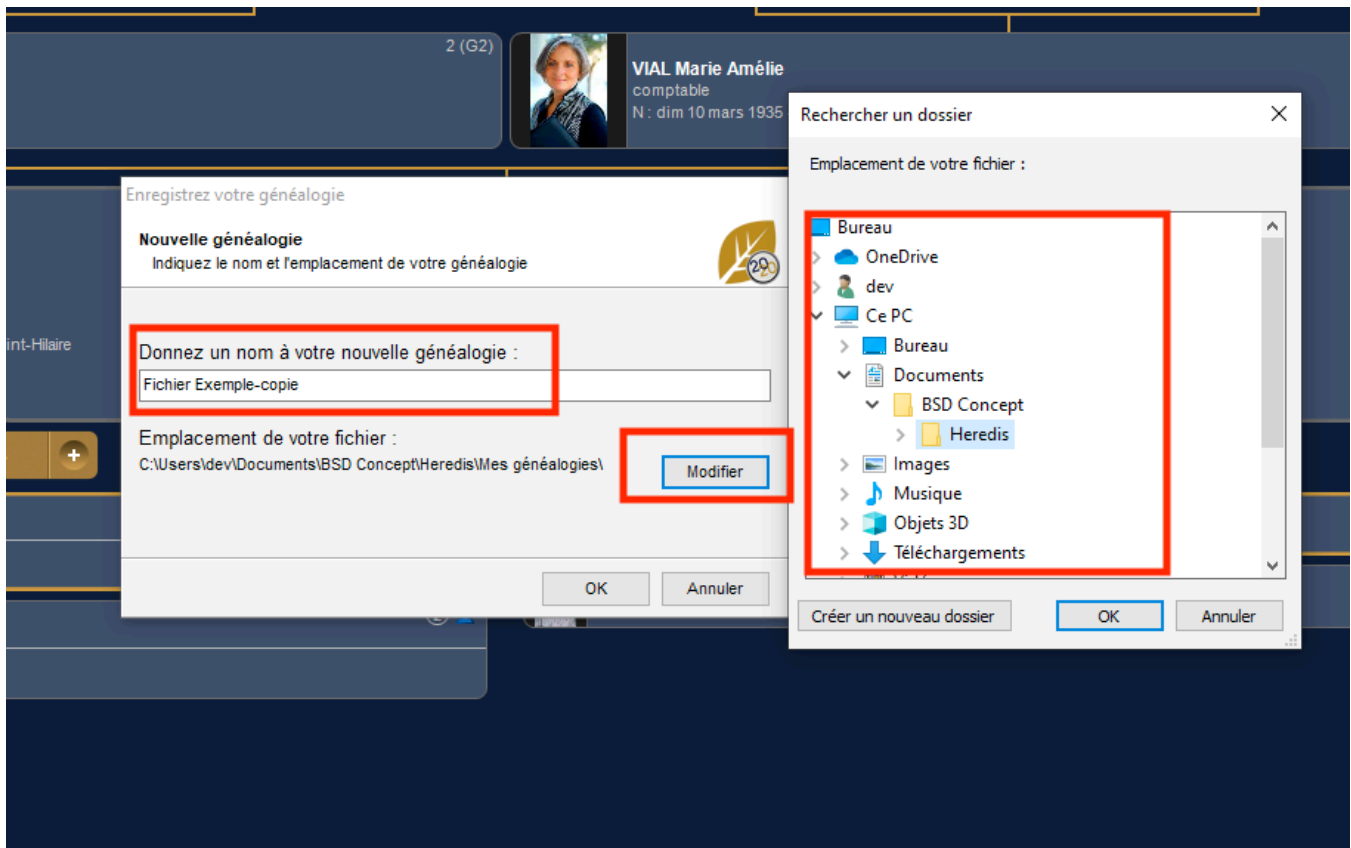 2 (G2)
VIAL Marie Amélie
comptable
N : dim 10 mars 1935
int-Hilaire
+
Enregistrez votre généalogie
Nouvelle généalogie
Indiquez le nom et l'emplacement de votre généalogie
2020
Donnez un nom à votre nouvelle généalogie :
Fichier Exemple-copie
Emplacement de votre fichier :
C:\Users\dev\Documents\BSD Concept\Heredis\Mes généalogies\
Modifier
OK
Annuler
Rechercher un dossier
Emplacement de votre fichier :
Bureau
OneDrive
dev
Ce PC
Bureau
Documents
BSD Concept
Heredis
Images
Musique
Objets 3D
Téléchargements
Créer un nouveau dossier
OK
Annuler